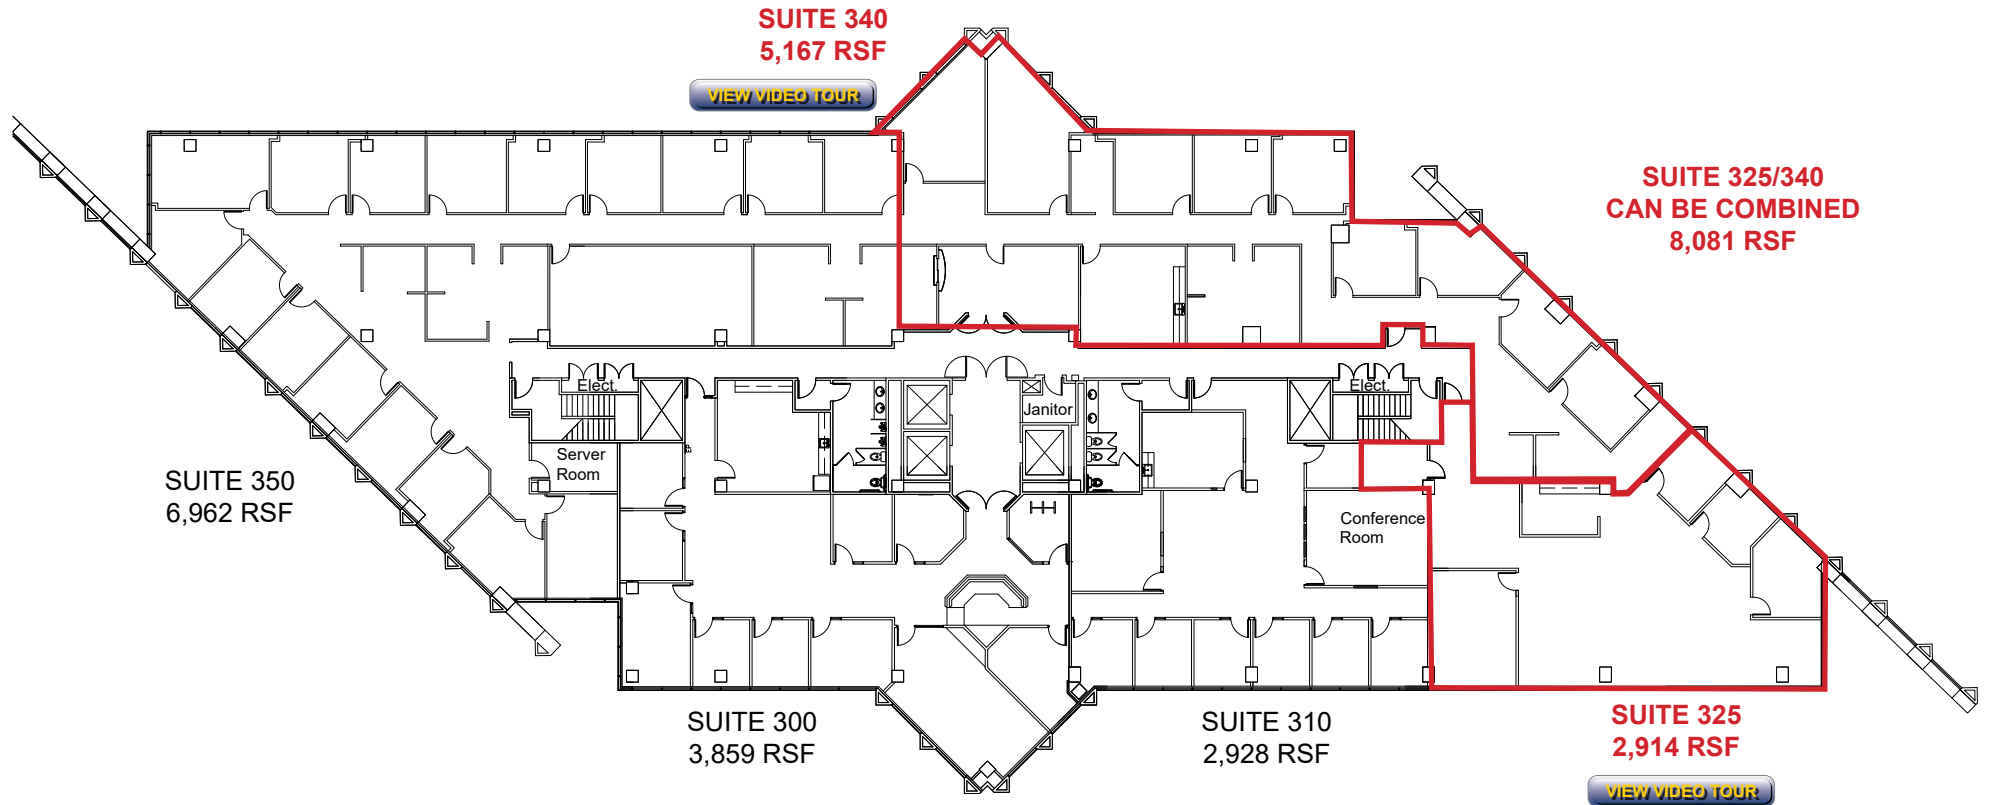 SUITE 340
5,167 RSF
VIEW VIDEO TOUR
SUITE 325/340
CAN BE COMBINED
8,081 RSF
Elect.
Elect.
Janitor
Server
Room
SUITE 350
6,962 RSF
Conference
Room
SUITE 300
3,859 RSF
SUITE 310
2,928 RSF
SUITE 325
2,914 RSF
VIEW VIDEO TOUR